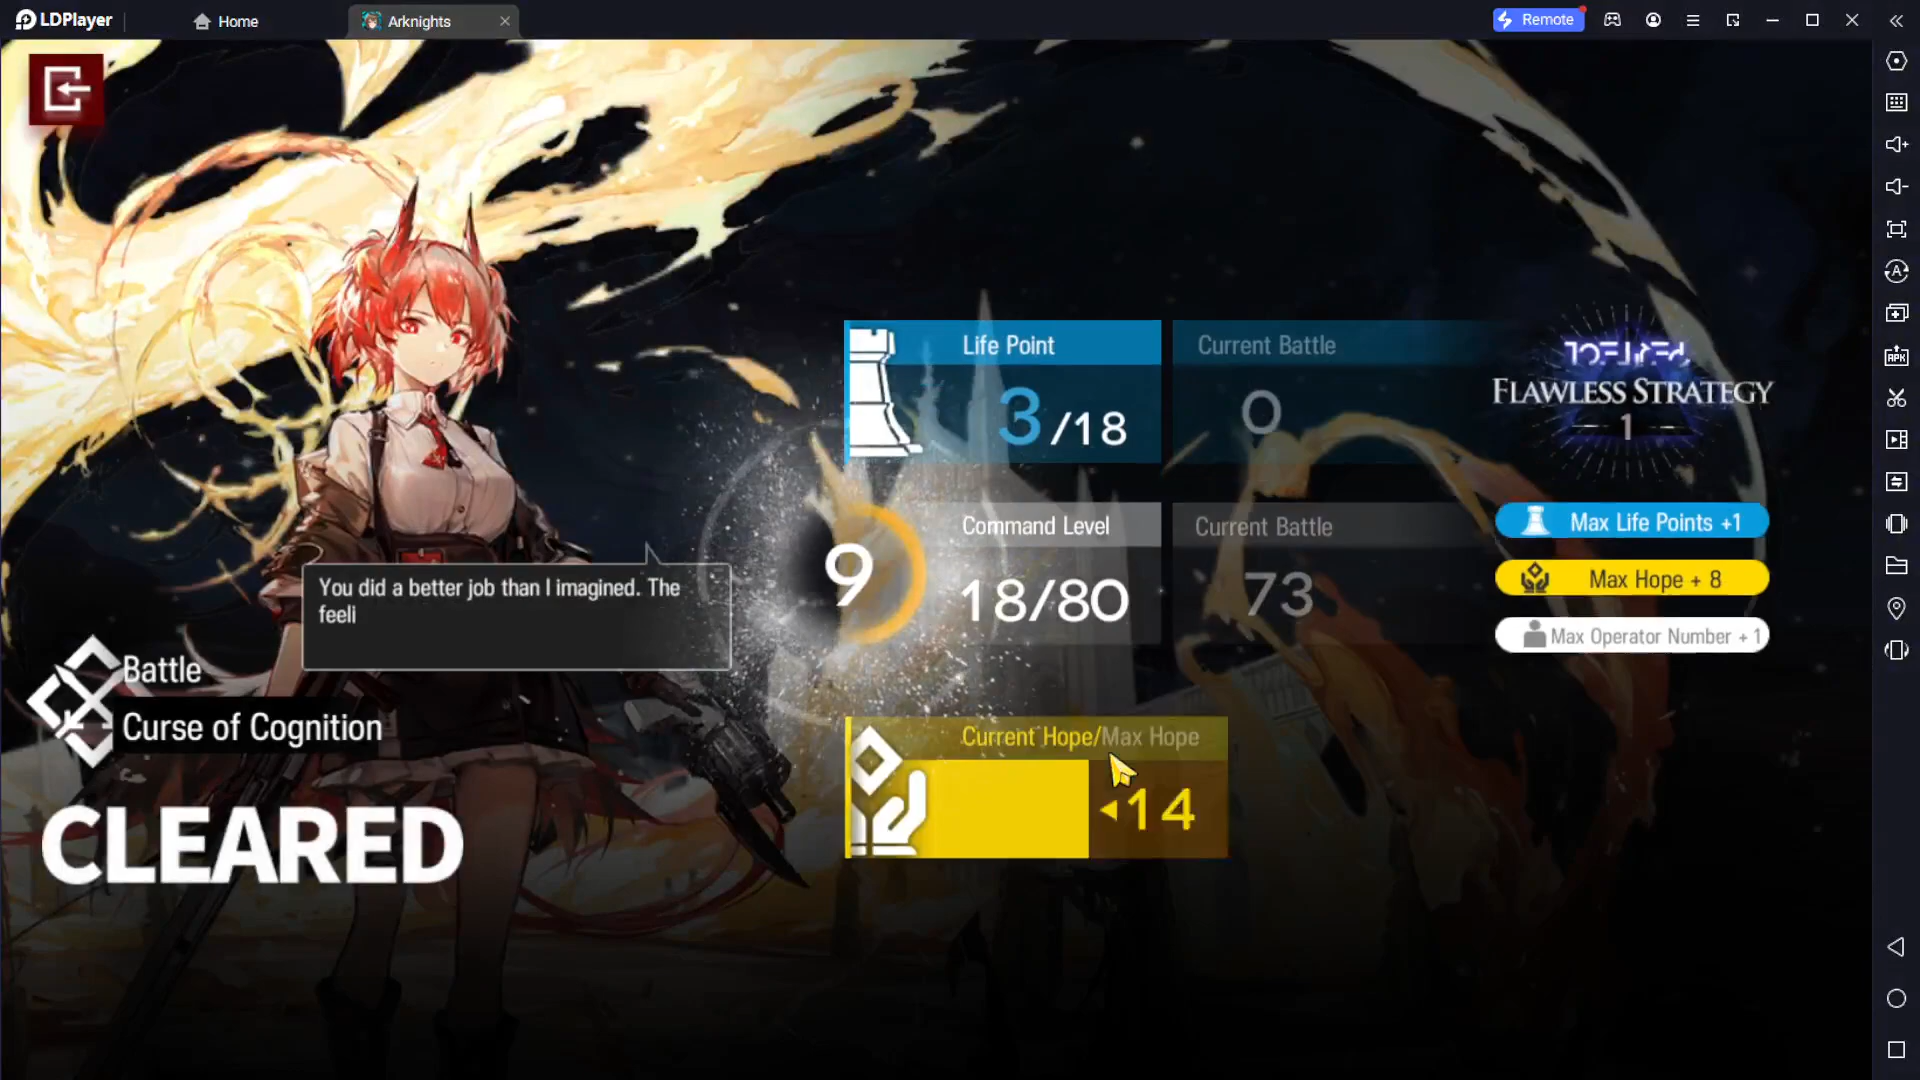 LDPlayer
Home
Arknights
Remote
Life Point
3/18
Current Battle
0
FLAWLESS STRATEGY
1
9
Command Level
18/80
Current Battle
73
Max Life Points +1
Max Hope + 8
Max Operator Number + 1
You did a better job than I imagined. The
feeli
Battle
Curse of Cognition
CLEARED
Current Hope/Max Hope
14
APK